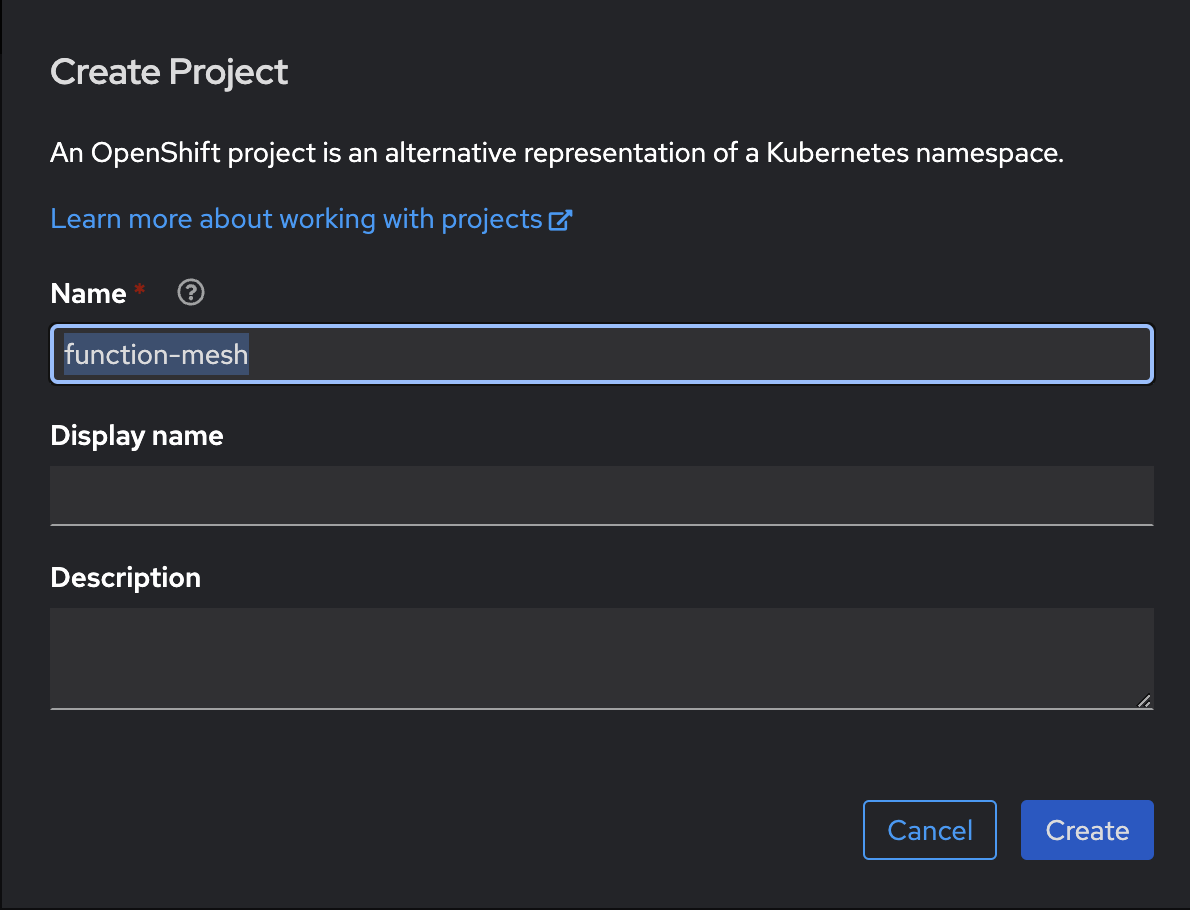 Create Project
An OpenShift project is an alternative representation of a Kubernetes namespace.
Learn more about working with projects
Name *
function-mesh
Display name
Description
Cancel
Create